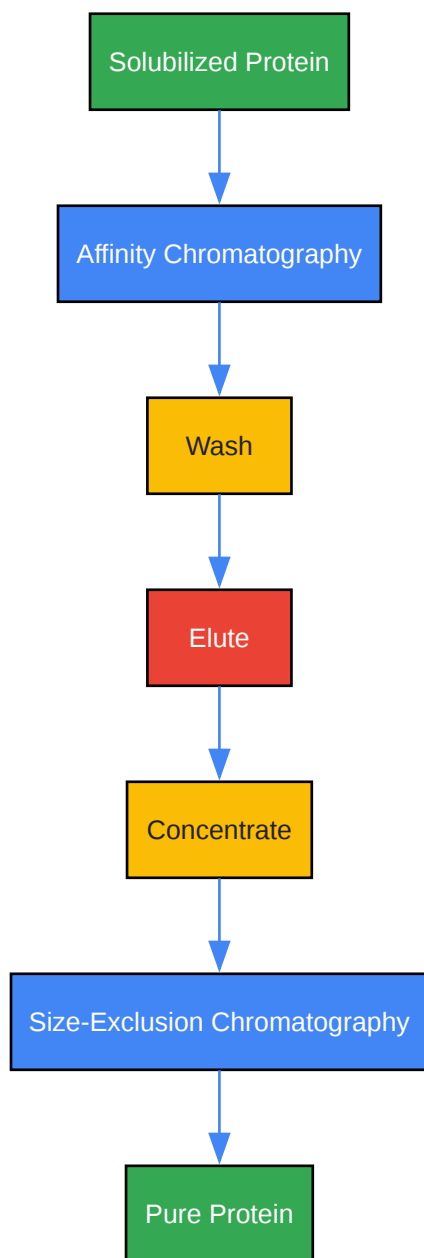 Solubilized Protein
Affinity Chromatography
Wash
Elute
Concentrate
Size-Exclusion Chromatography
Pure Protein